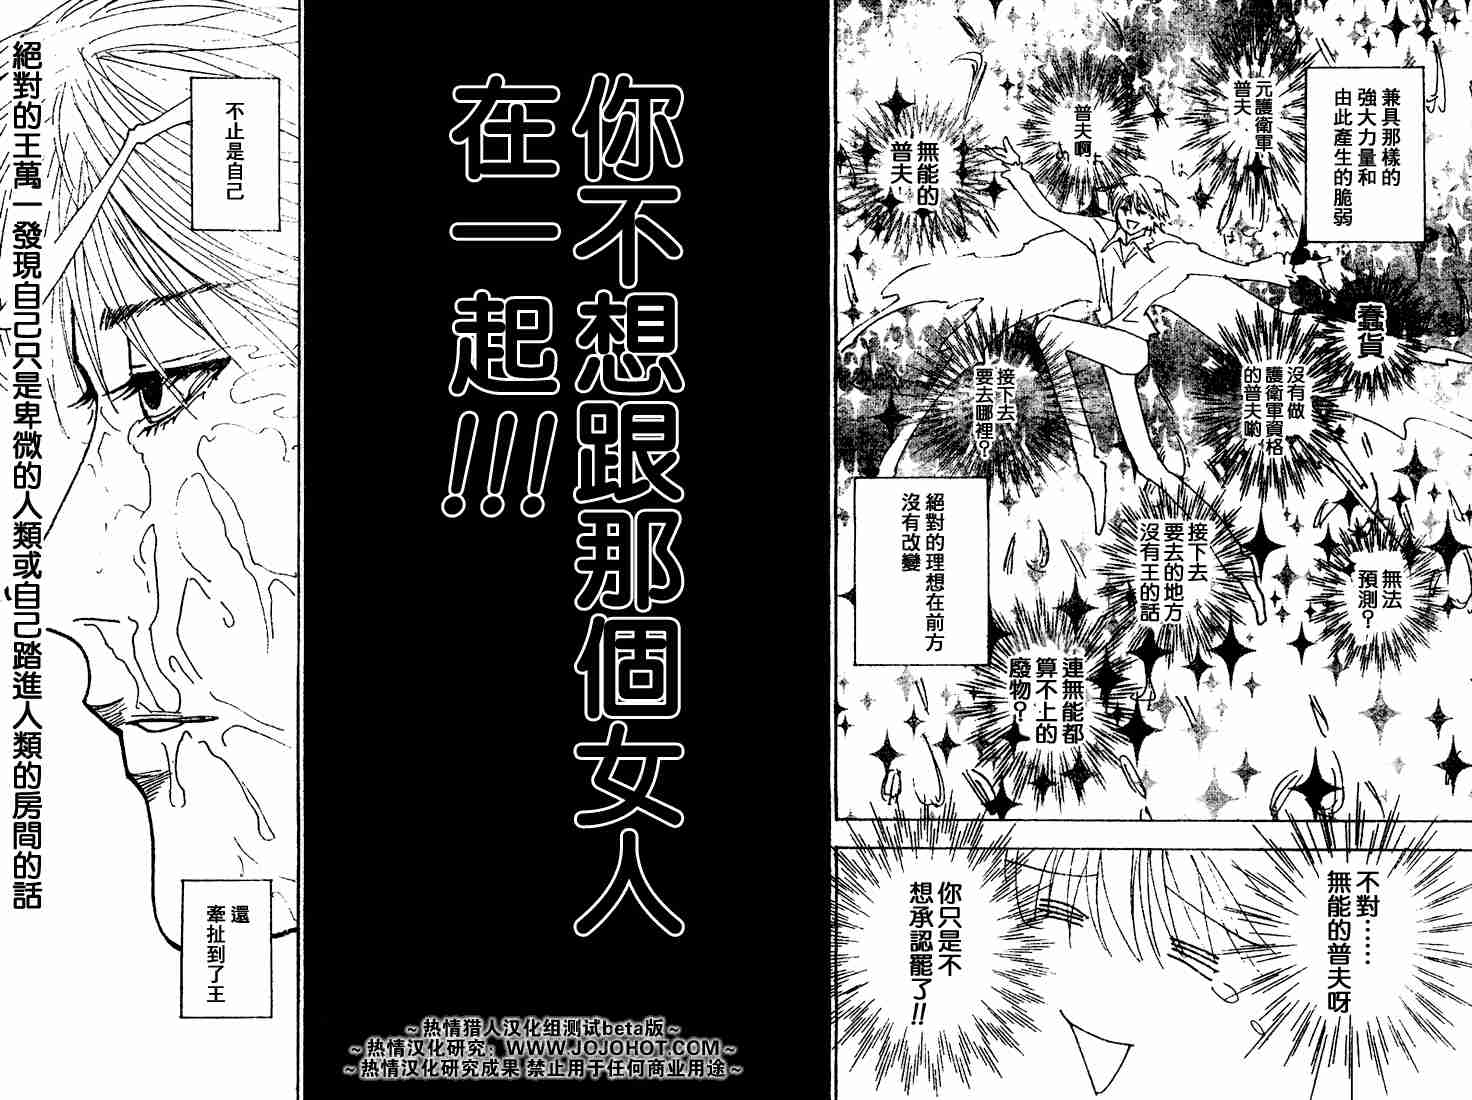 兼具那樣的
強大力量和
由此產生的脆弱
元護衛軍
普夫…
普夫啊
無能的
普夫！
蠢貨
沒有做
護衛軍資格
的普夫喲
接下去
要去哪裡？
無法
預測？
接下去
要去的地方
沒有王的話
連無能都
算不上的
廢物？
絕對的理想在前方
沒有改變
不對……
無能的普夫呀
你只是不
想承認罷了!!
你不想跟那個女人
在一起!!!
不止是自己
還
牽扯到了王
絕對的王萬一發現自己只是卑微的人類或自己踏進人類的房間的話
~热情猎人汉化组测试beta版~
~热情汉化研究：WWW.JOJOHOT.COM~
~热情汉化研究成果 禁止用于任何商业用途~